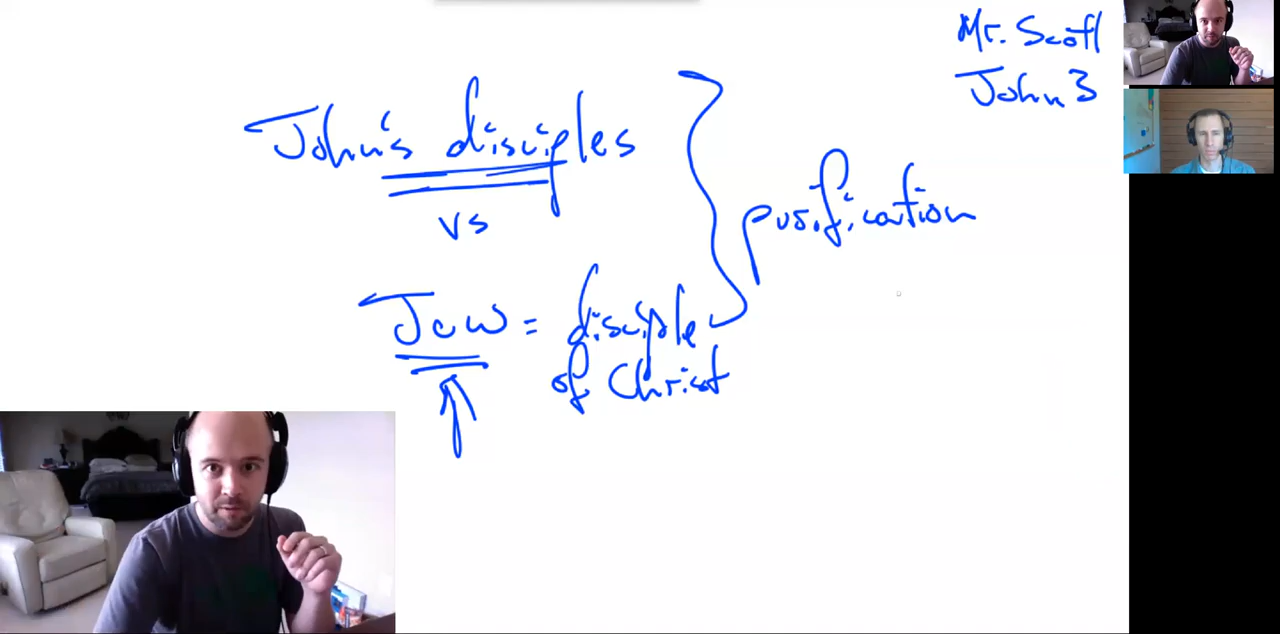 Mr. Scott
John 3
John's disciples
vs
purification
Jew = disciple
of Christ